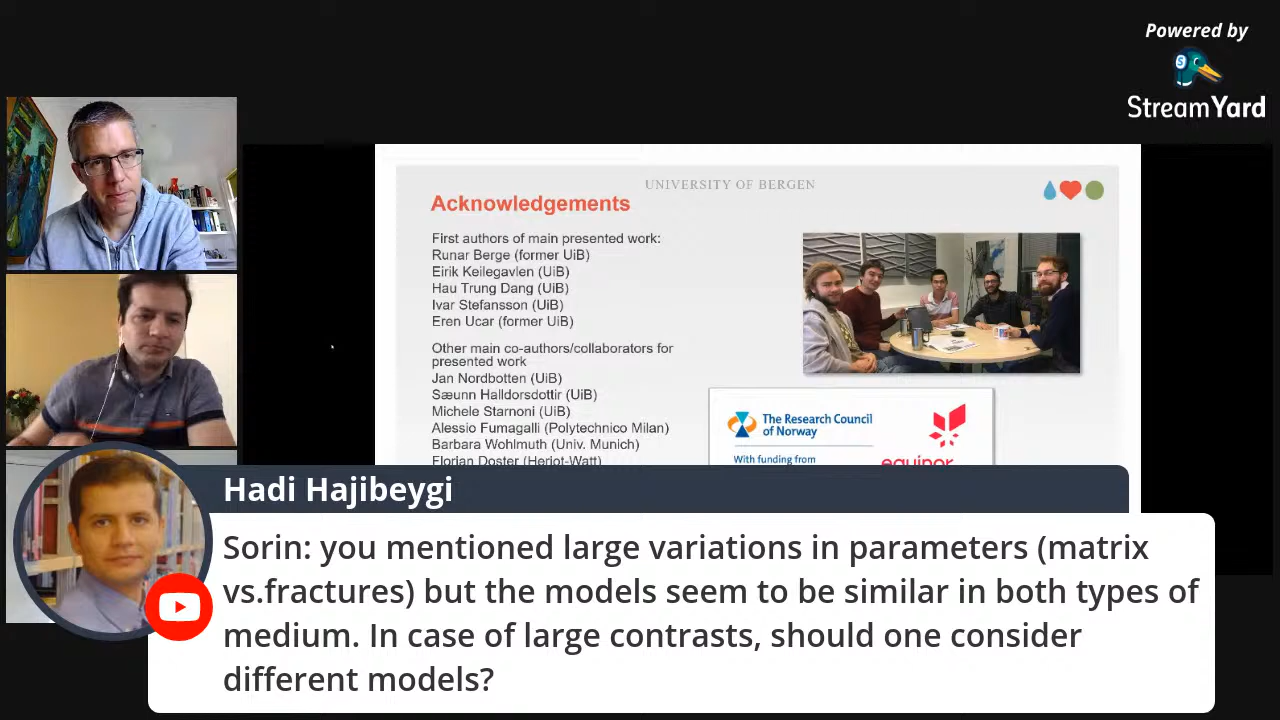 Powered by
StreamYard
UNIVERSITY OF BERGEN
Acknowledgements
First authors of main presented work:
Runar Berge (former UiB)
Eirik Keilegavlen (UiB)
Hau Trung Dang (UiB)
Ivar Stefansson (UiB)
Eren Ucar (former UiB)
Other main co-authors/collaborators for
presented work
Jan Nordbotten (UiB)
Sæunn Halldorsdottir (UiB)
Michele Starnoni (UiB)
Alessio Fumagalli (Polytechnico Milan)
Barbara Wohlmuth (Univ. Munich)
Florian Doster (Heriot-Watt)
The Research Council
of Norway
With funding from
equinor
Hadi Hajibeygi
Sorin: you mentioned large variations in parameters (matrix
vs.fractures) but the models seem to be similar in both types of
medium. In case of large contrasts, should one consider
different models?